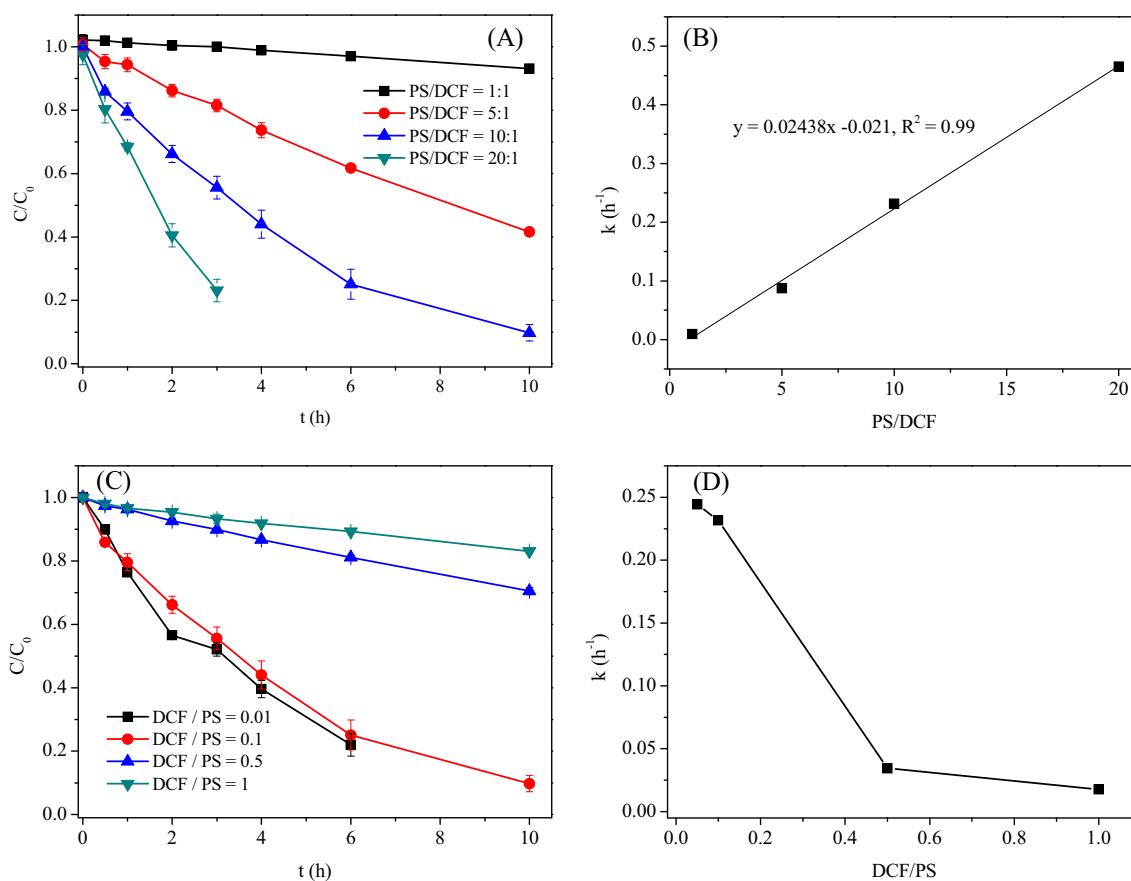 (A)
C/C0
1.0
0.8
0.6
0.4
0.2
0.0
PS/DCF = 1:1
PS/DCF = 5:1
PS/DCF = 10:1
PS/DCF = 20:1
0 2 4 6 8 10
t (h)
(B)
k (h-1)
0.5
0.4
0.3
0.2
0.1
0.0
y = 0.02438x -0.021, R2 = 0.99
0 5 10 15 20
PS/DCF
(C)
C/C0
1.0
0.8
0.6
0.4
0.2
0.0
DCF / PS = 0.01
DCF / PS = 0.1
DCF / PS = 0.5
DCF / PS = 1
0 2 4 6 8 10
t (h)
(D)
k (h-1)
0.25
0.20
0.15
0.10
0.05
0.00
0.0 0.2 0.4 0.6 0.8 1.0
DCF/PS